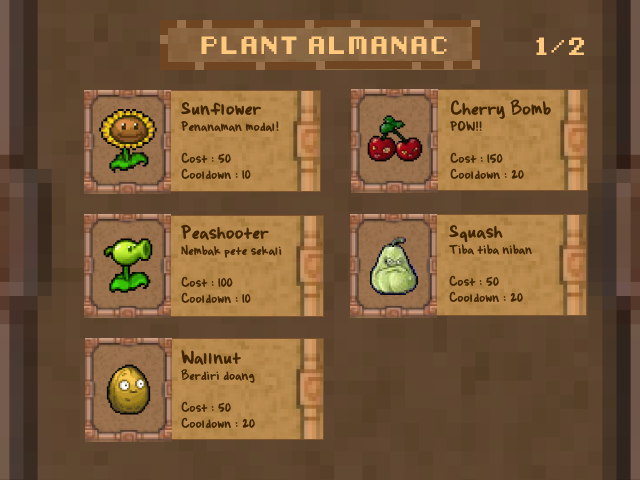 PLANT ALMANAC
1/2
Sunflower
Penanaman modal!
Cost : 50
Cooldown : 10
Cherry Bomb
POW!!
Cost : 150
Cooldown : 20
Peashooter
Nembak pete sekali
Cost : 100
Cooldown : 10
Squash
Tiba tiba niban
Cost : 50
Cooldown : 20
Wallnut
Berdiri doang
Cost : 50
Cooldown : 20